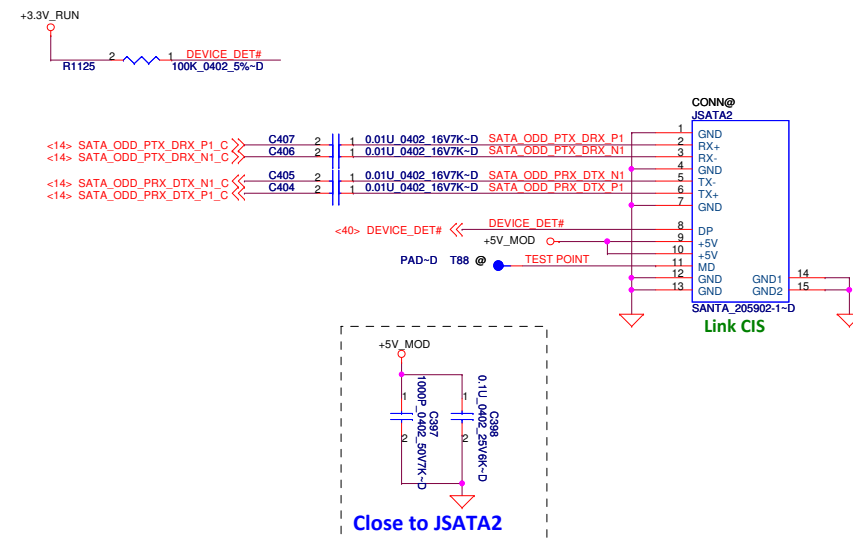 +3.3V_RUN
R1125 2 1 DEVICE_DET#
100K_0402_5%~D
CONN@
JSATA2
<14> SATA_ODD_PTX_DRX_P1_C C407 2 1 0.01U_0402_16V7K~D SATA_ODD_PTX_DRX_P1
<14> SATA_ODD_PTX_DRX_N1_C C406 2 1 0.01U_0402_16V7K~D SATA_ODD_PTX_DRX_N1
<14> SATA_ODD_PRX_DTX_N1_C C405 2 1 0.01U_0402_16V7K~D SATA_ODD_PRX_DTX_N1
<14> SATA_ODD_PRX_DTX_P1_C C404 2 1 0.01U_0402_16V7K~D SATA_ODD_PRX_DTX_P1
1 GND
2 RX+
3 RX-
4 GND
5 TX-
6 TX+
7 GND
<40> DEVICE_DET# DEVICE_DET# 8 DP
+5V_MOD 9 +5V
10 +5V
PAD~D T88 @ TEST POINT 11 MD
12 GND GND1 14
13 GND GND2 15
SANTA_205902-1~D
Link CIS
+5V_MOD
1 2 C397
1000P_0402_50V7K~D
1 2 C398
0.1U_0402_25V6K~D
Close to JSATA2